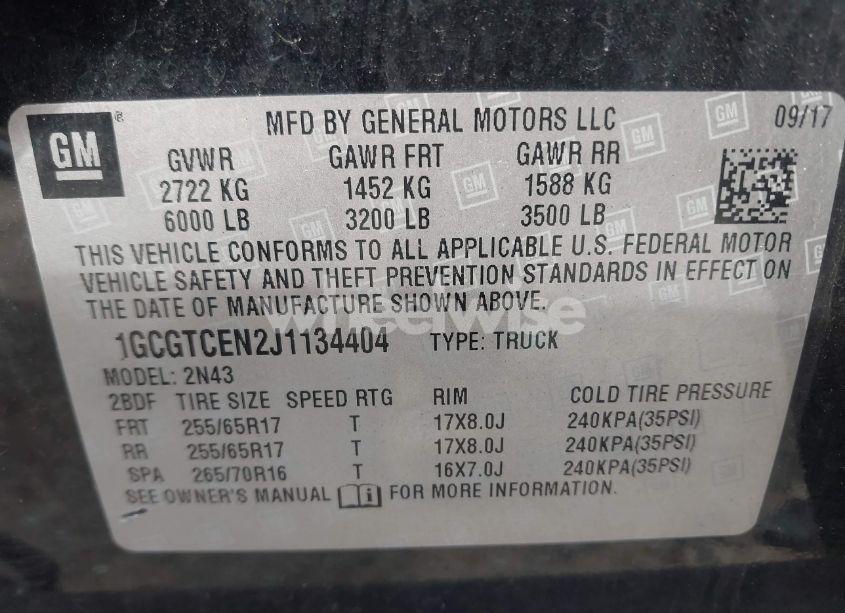 GM ® MFD BY GENERAL MOTORS LLC 09/17
GVWR GAWR FRT GAWR RR
2722 KG 1452 KG 1588 KG
6000 LB 3200 LB 3500 LB
THIS VEHICLE CONFORMS TO ALL APPLICABLE U.S. FEDERAL MOTOR
VEHICLE SAFETY AND THEFT PREVENTION STANDARDS IN EFFECT ON
THE DATE OF MANUFACTURE SHOWN ABOVE.
wheelwise
1GCGTCEN2J1134404 TYPE: TRUCK
MODEL: 2N43
2BDF TIRE SIZE SPEED RTG RIM COLD TIRE PRESSURE
FRT 255/65R17 T 17X8.0J 240KPA(35PSI)
RR 255/65R17 T 17X8.0J 240KPA(35PSI)
SPA 265/70R16 T 16X7.0J 240KPA(35PSI)
SEE OWNER'S MANUAL FOR MORE INFORMATION.